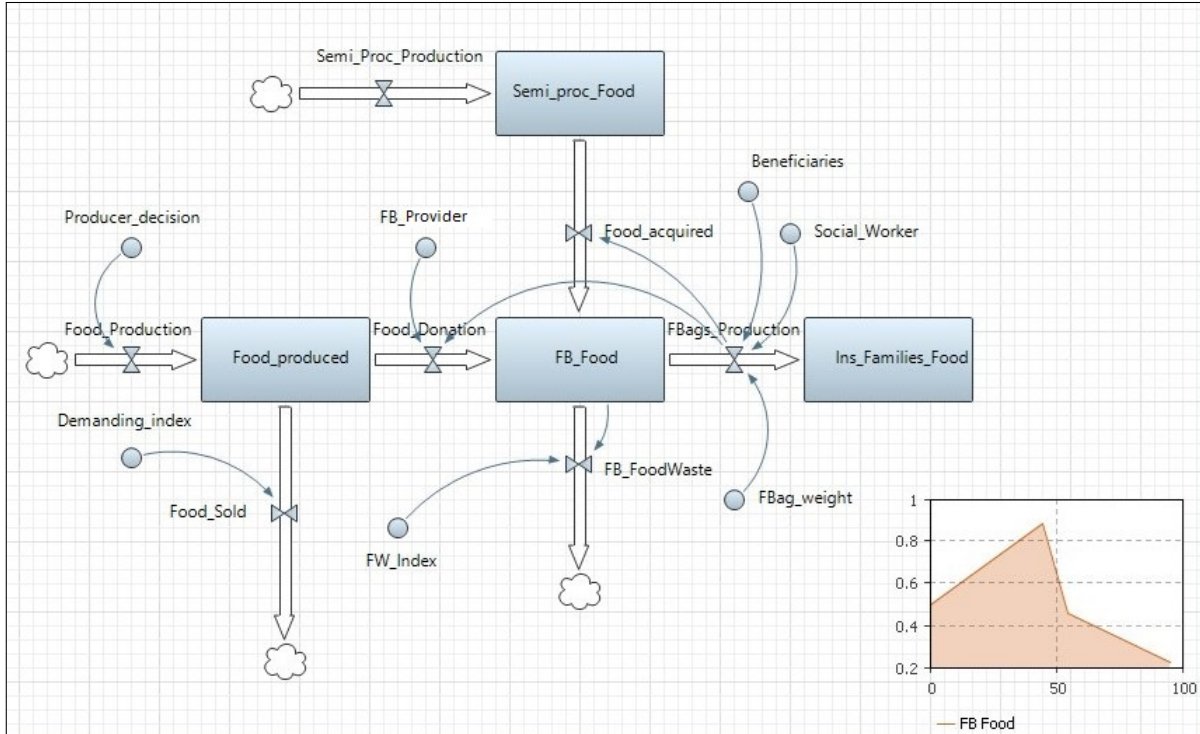 Semi_Proc_Production
Semi_proc_Food
Beneficiaries
Producer_decision
FB_Provider
Food_acquired
Social_Worker
Food_Production
Food_Donation
FBags_Production
Food_produced
FB_Food
Ins_Families_Food
Demanding_index
FB_FoodWaste
Food_Sold
FBag_weight
FW_Index
1
0.8
0.6
0.4
0.2
0
50
100
FB Food